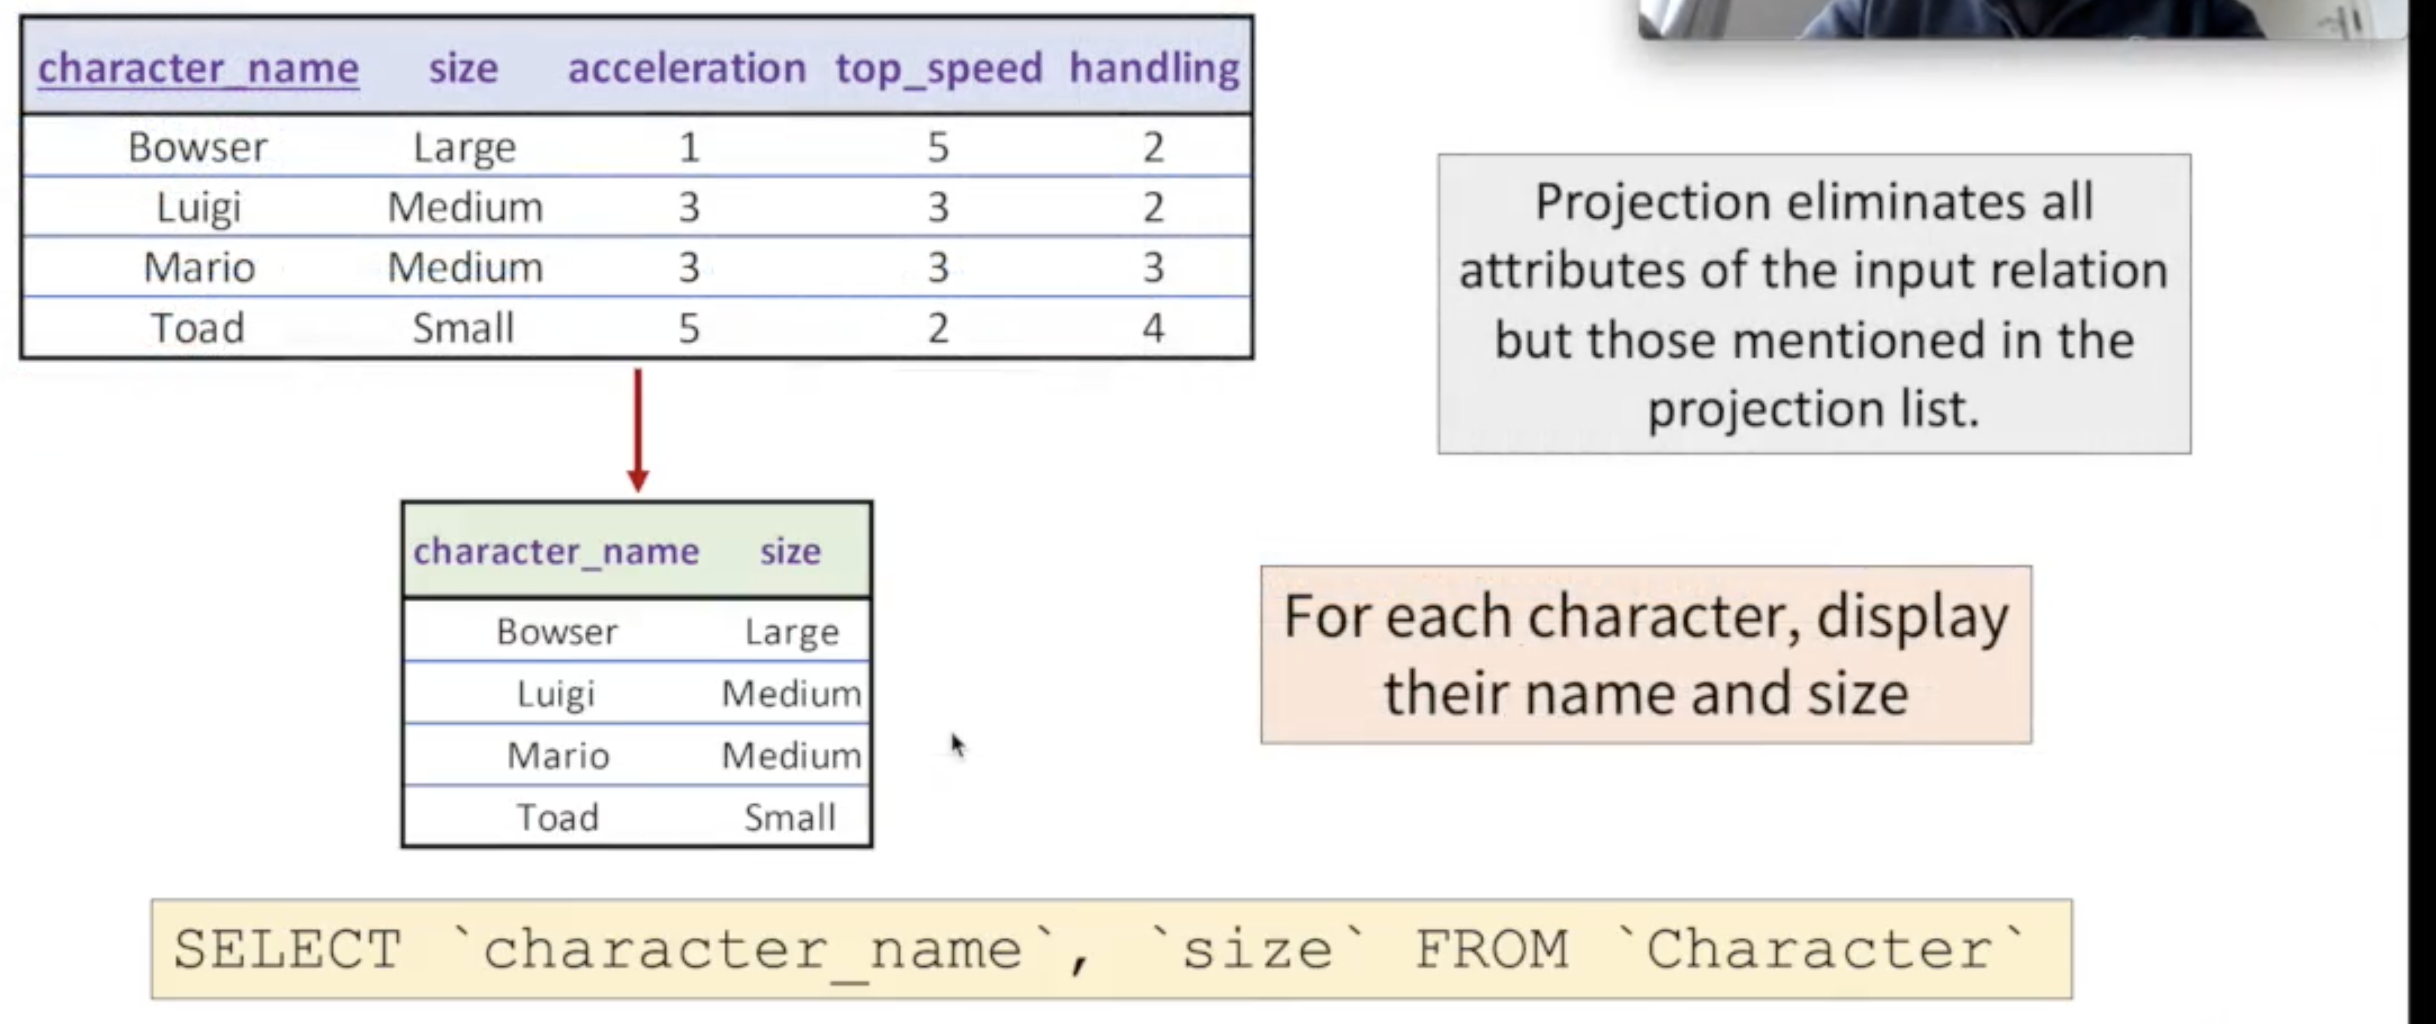 character_name size acceleration top_speed handling
Bowser Large 1 5 2
Luigi Medium 3 3 2
Mario Medium 3 3 3
Toad Small 5 2 4
Projection eliminates all
attributes of the input relation
but those mentioned in the
projection list.
character_name size
Bowser Large
Luigi Medium
Mario Medium
Toad Small
For each character, display
their name and size
SELECT `character_name`, `size` FROM `Character`